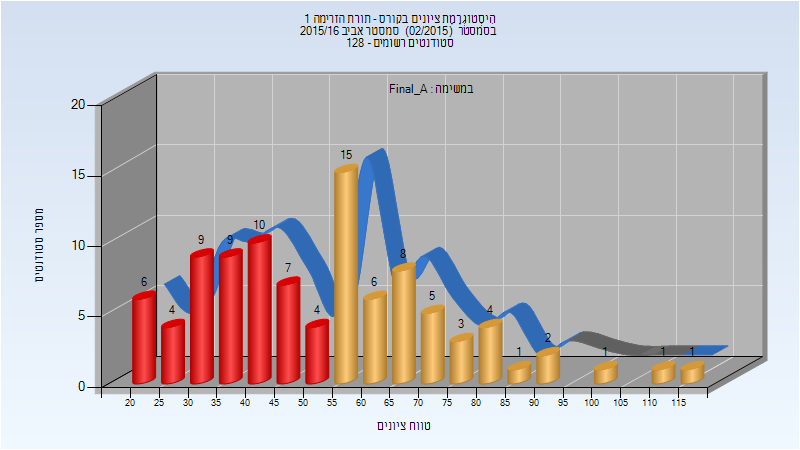 היסטוגרמת ציונים בקורס - תורת הזרימה 1
בסמסטר (02/2015) סמסטר אביב 2015/16
סטודנטים רשומים - 128
במשימה : Final_A
מספר סטודנטים
20
15
10
5
0
6 4 9 9 10 7 4 15 6 8 5 3 4 1 2 1 1 1
20 25 30 35 40 45 50 55 60 65 70 75 80 85 90 95 100 105 110 115
טווח ציונים